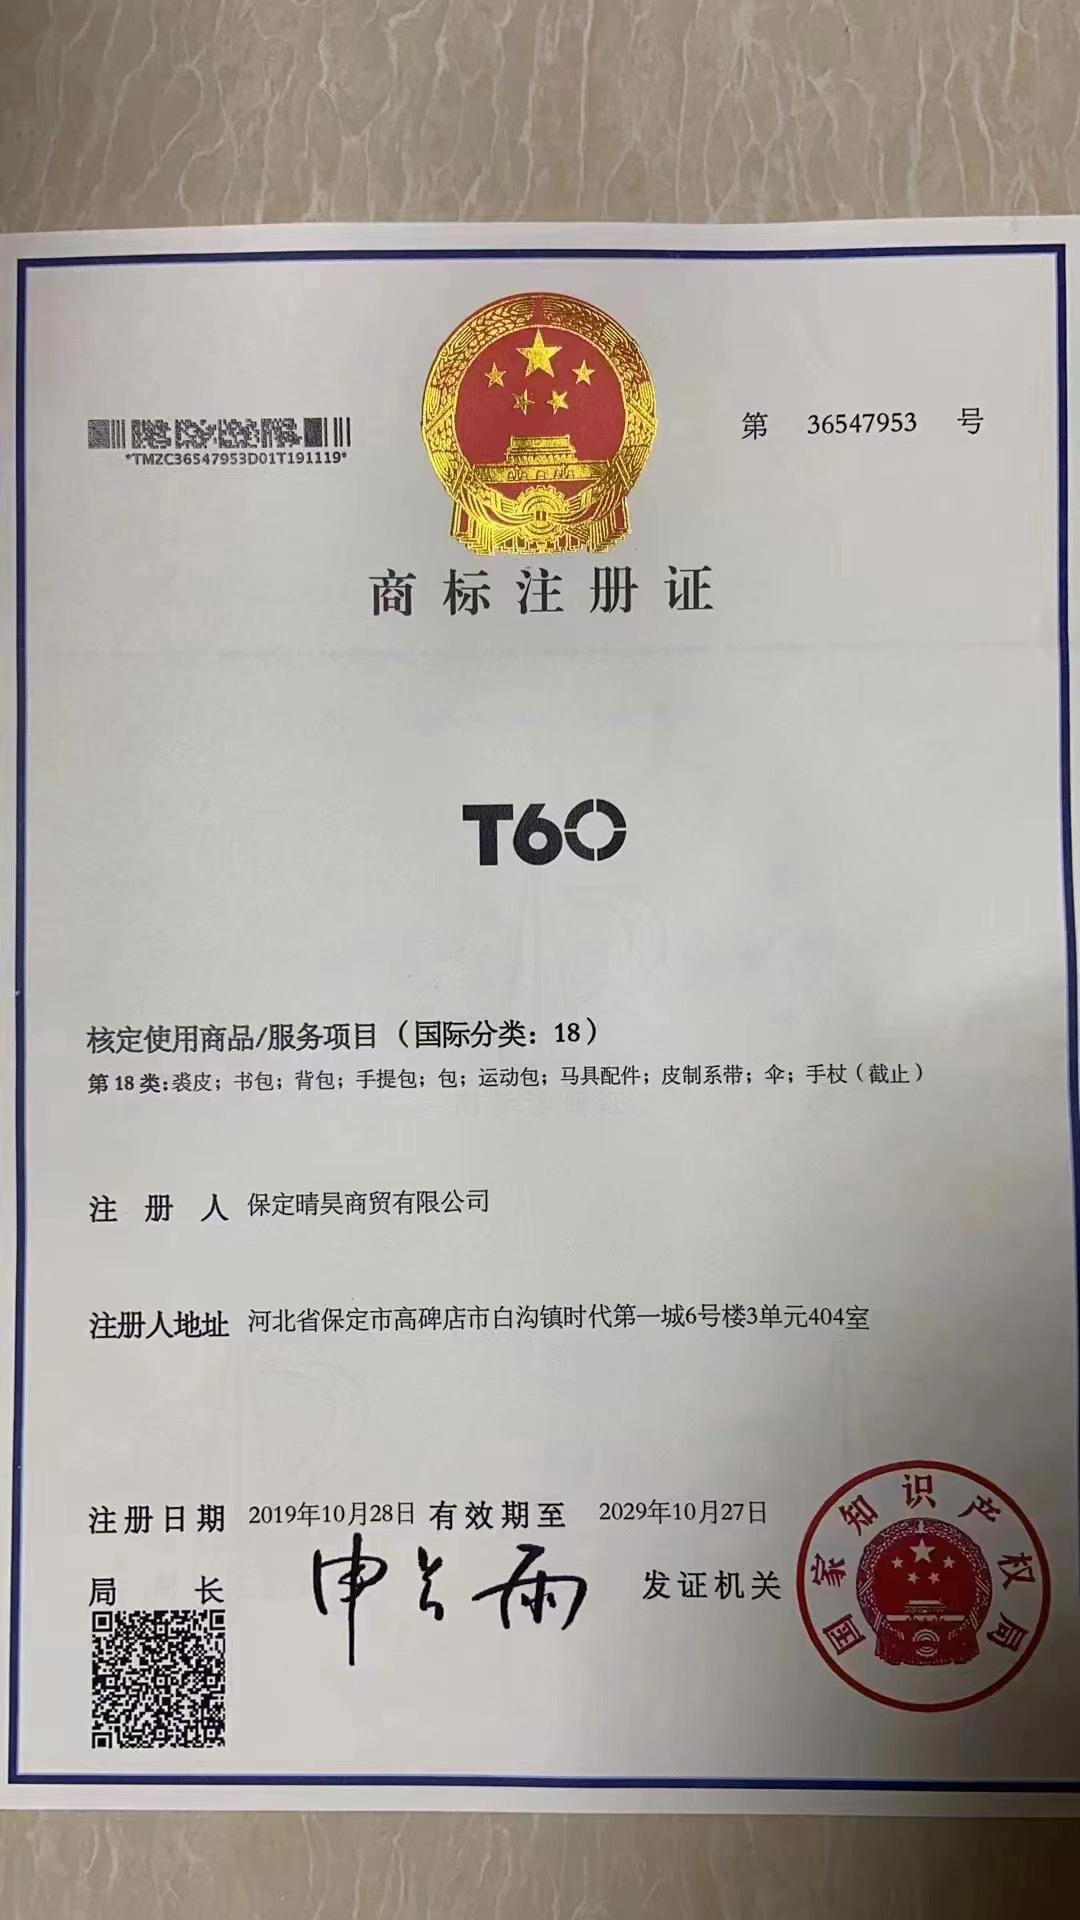 第 36547953 号
*TMZC36547953D01T191119*
商标注册证
T60
核定使用商品/服务项目（国际分类：18）
第18类:裘皮；书包；背包；手提包；包；运动包；马具配件；皮制系带；伞；手杖（截止）
注册人 保定晴昊商贸有限公司
注册人地址 河北省保定市高碑店市白沟镇时代第一城6号楼3单元404室
注册日期 2019年10月28日 有效期至 2029年10月27日
局长 申长雨 发证机关
国家知识产权局